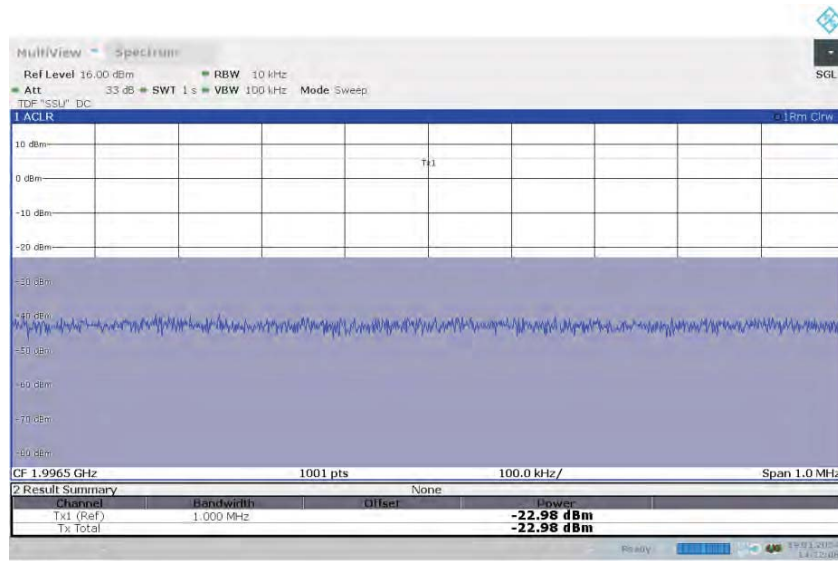 MultiView Spectrum
Ref Level 16.00 dBm RBW 10 kHz SGL
Att 33 dB SWT 1 s VBW 100 kHz Mode Sweep
TDF "SSU" DC
1 ACLR 1Rm Clrw
10 dBm
Tx1
0 dBm
-10 dBm
-20 dBm
-30 dBm
-40 dBm
-50 dBm
-60 dBm
-70 dBm
-80 dBm
CF 1.9965 GHz 1001 pts 100.0 kHz/ Span 1.0 MHz
2 Result Summary None
Channel Bandwidth Offset Power
Tx1 (Ref) 1.000 MHz -22.98 dBm
Tx Total -22.98 dBm
Ready